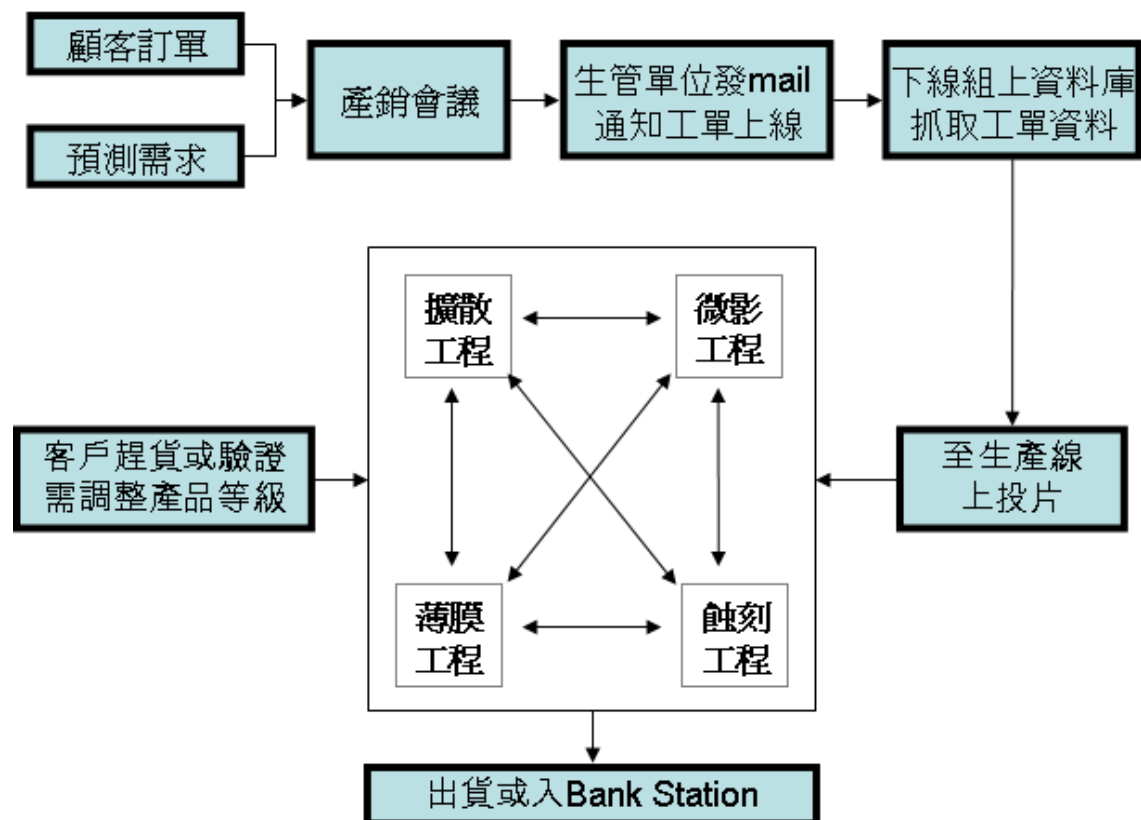 顧客訂單
預測需求
產銷會議
生管單位發mail
通知工單上線
下線組上資料庫
抓取工單資料
擴散
工程
微影
工程
客戶趕貨或驗證
需調整產品等級
至生產線
上投片
薄膜
工程
蝕刻
工程
出貨或入Bank Station